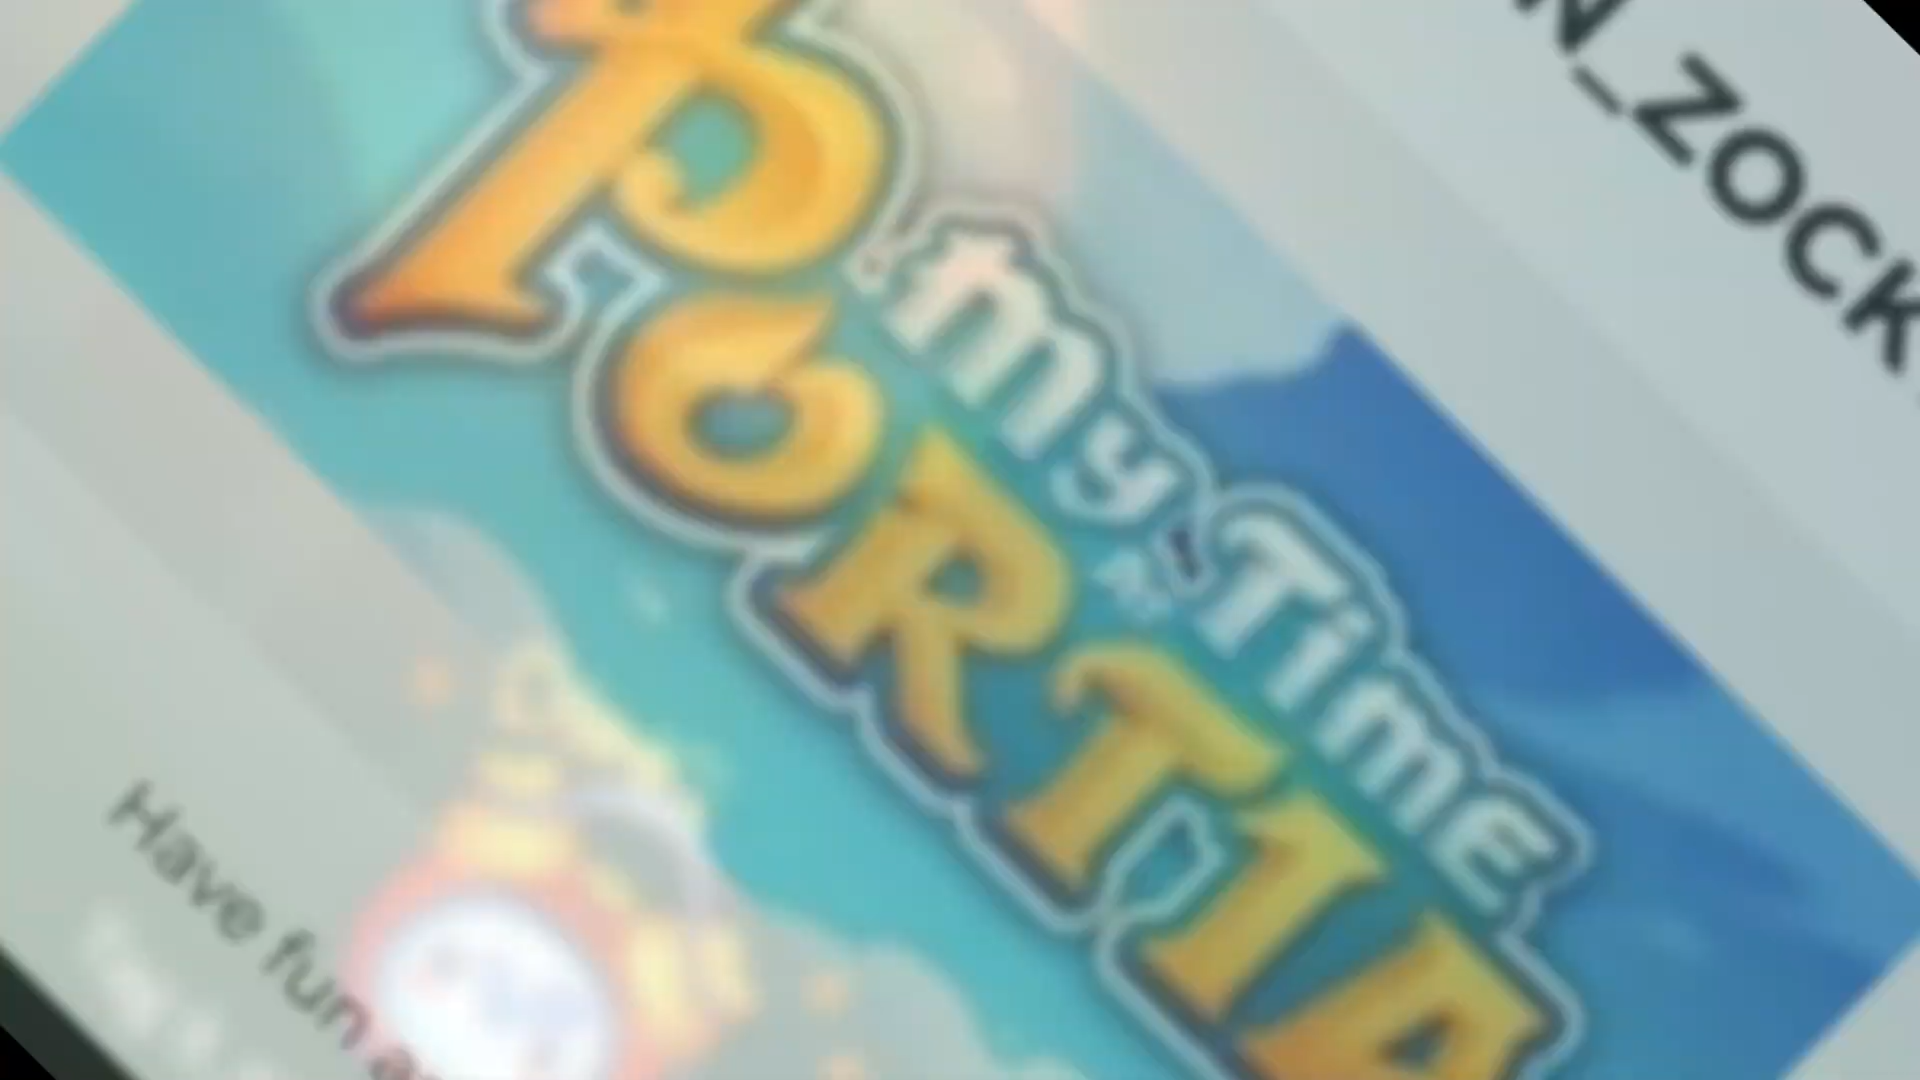 N_ZOCK
my Time
at
PORTIA
Have fun